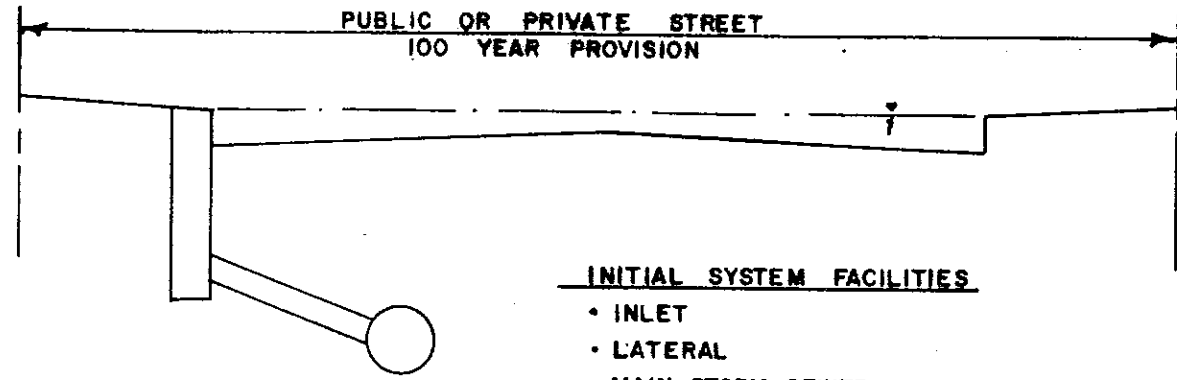 PUBLIC OR PRIVATE STREET
100 YEAR PROVISION
INITIAL SYSTEM FACILITIES
• INLET
• LATERAL